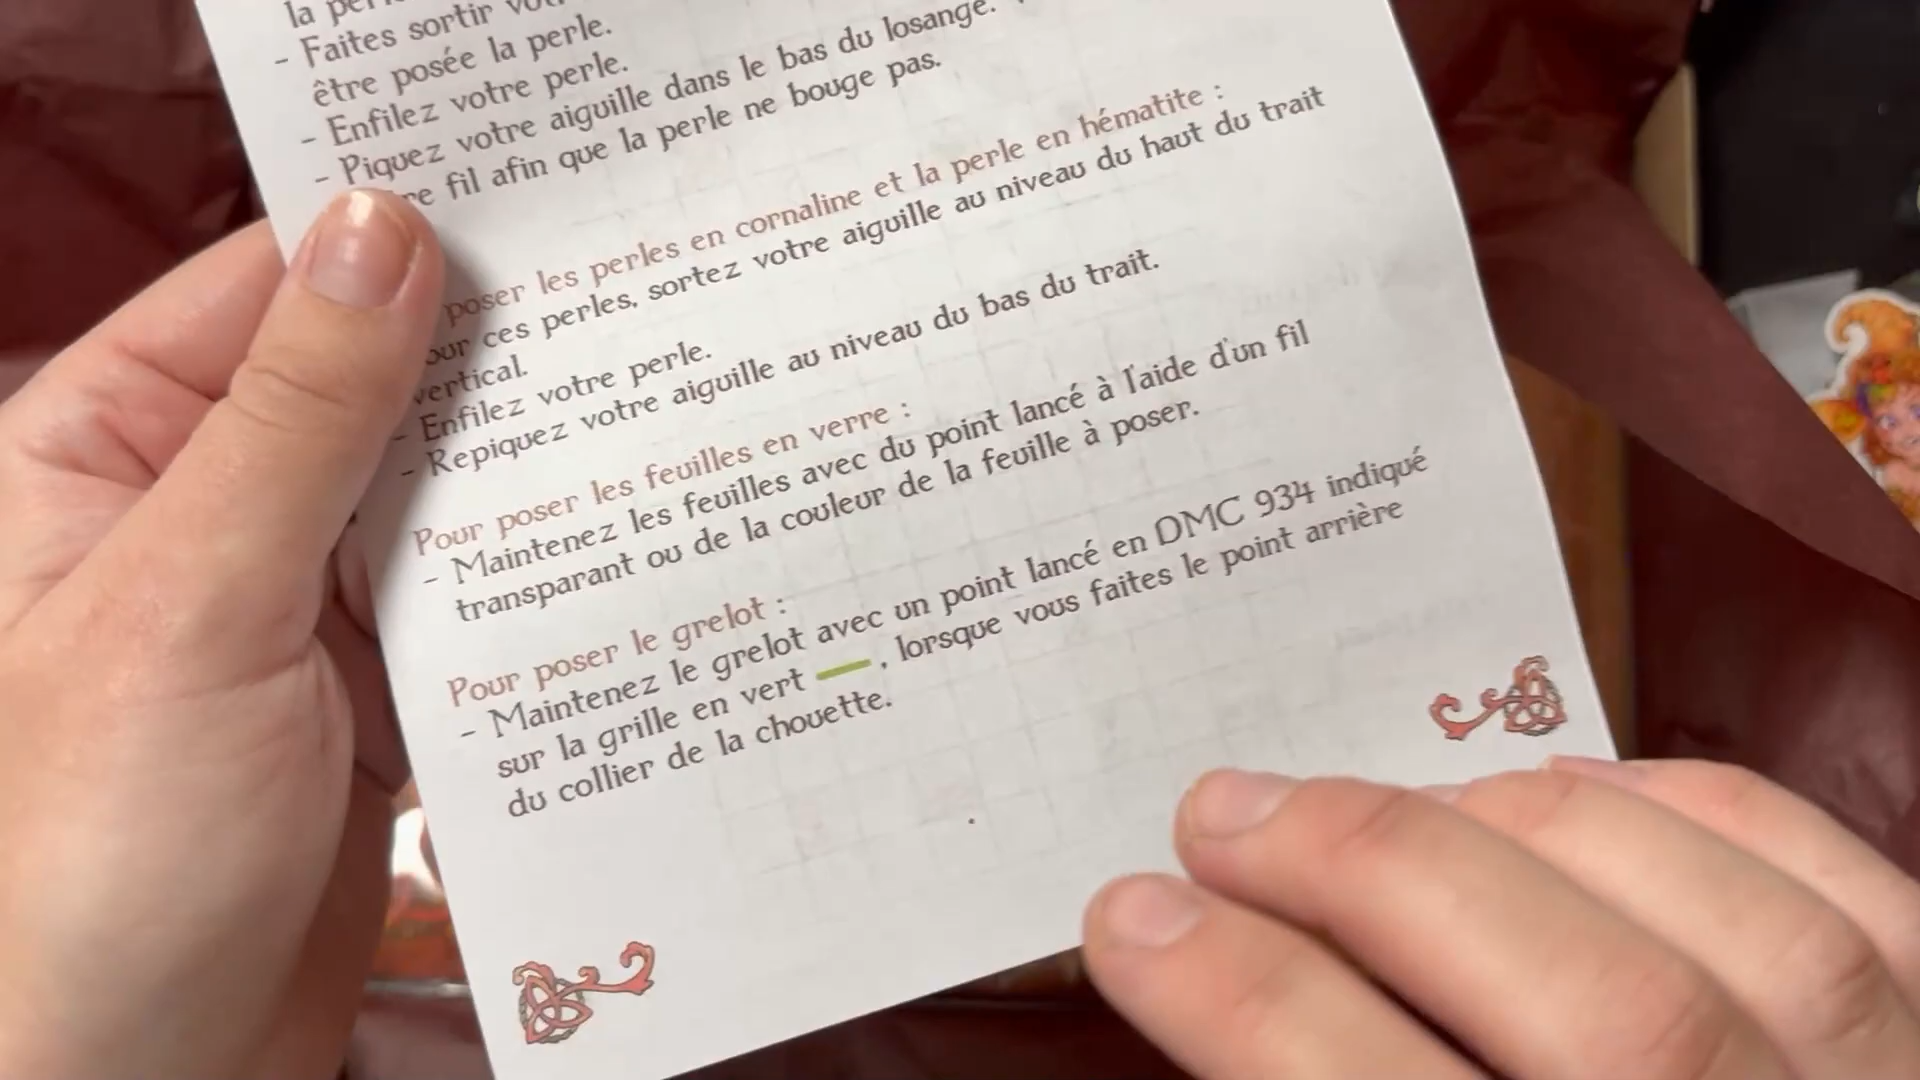 - Faites sortir
être posée la perle.
- Enfilez votre perle.
- Piquez votre aiguille dans le bas du losange.
fil afin que la perle ne bouge pas.
poser les perles en cornaline et la perle en hématite :
ces perles, sortez votre aiguille au niveau du haut du trait
vertical.
- Enfilez votre perle.
- Repiquez votre aiguille au niveau du bas du trait.
Pour poser les feuilles en verre :
- Maintenez les feuilles avec du point lancé à l'aide d'un fil
transparant ou de la couleur de la feuille à poser.
Pour poser le grelot :
- Maintenez le grelot avec un point lancé en DMC 934 indiqué
sur la grille en vert , lorsque vous faites le point arrière
du collier de la chouette.